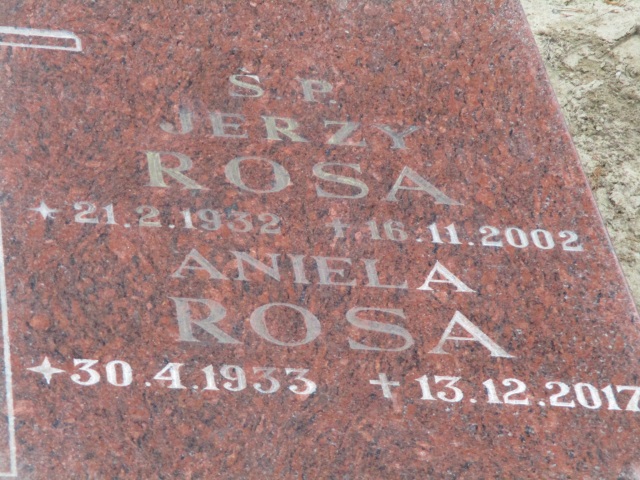 Ś.P.
JERZY
ROSA
✦ 21.2.1932 ✝ 16.11.2002
ANIELA
ROSA
✦ 30.4.1933 ✝ 13.12.2017